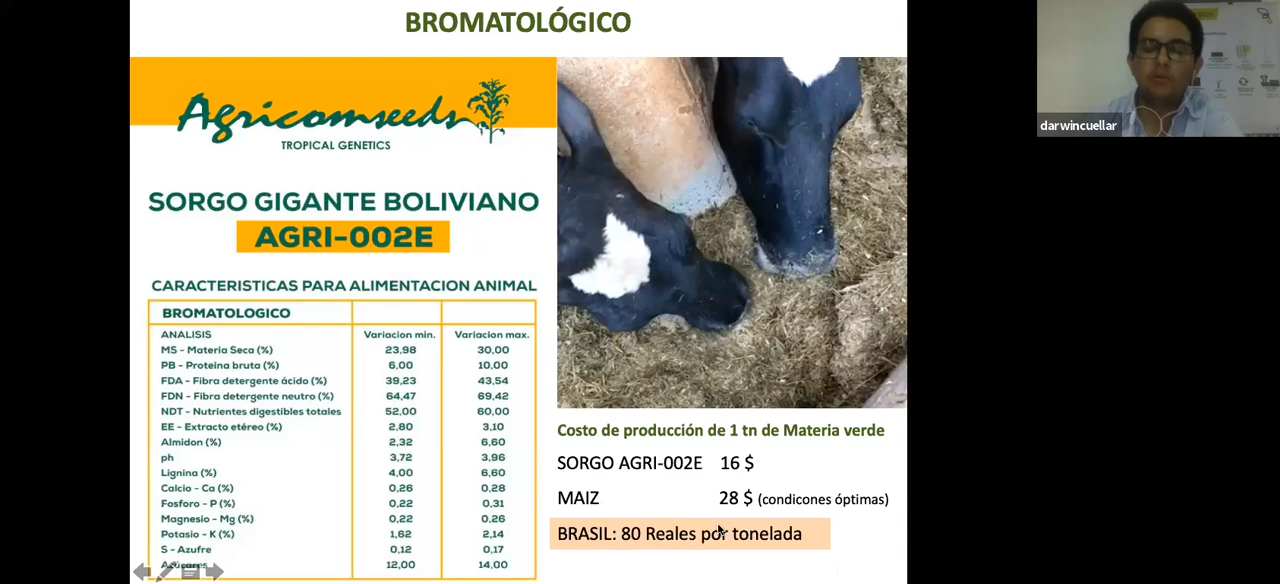 BROMATOLÓGICO
Agricomseeds
TROPICAL GENETICS
SORGO GIGANTE BOLIVIANO
AGRI-002E
CARACTERISTICAS PARA ALIMENTACION ANIMAL
BROMATOLOGICO
ANALISIS Variacion min. Variacion max.
MS - Materia Seca (%) 23,98 30,00
PB - Proteina bruta (%) 6,00 10,00
FDA - Fibra detergente ácido (%) 39,23 43,54
FDN - Fibra detergente neutro (%) 64,47 69,42
NDT - Nutrientes digestibles totales 52,00 60,00
EE - Extracto etéreo (%) 2,80 3,10
Almidon (%) 2,32 6,60
ph 3,72 3,96
Lignina (%) 4,00 6,60
Calcio - Ca (%) 0,26 0,28
Fosforo - P (%) 0,22 0,31
Magnesio - Mg (%) 0,22 0,26
Potasio - K (%) 1,62 2,14
S - Azufre 0,12 0,17
Azúcares 12,00 14,00
Costo de producción de 1 tn de Materia verde
SORGO AGRI-002E 16 $
MAIZ 28 $ (condicones óptimas)
BRASIL: 80 Reales por tonelada
darwincuellar